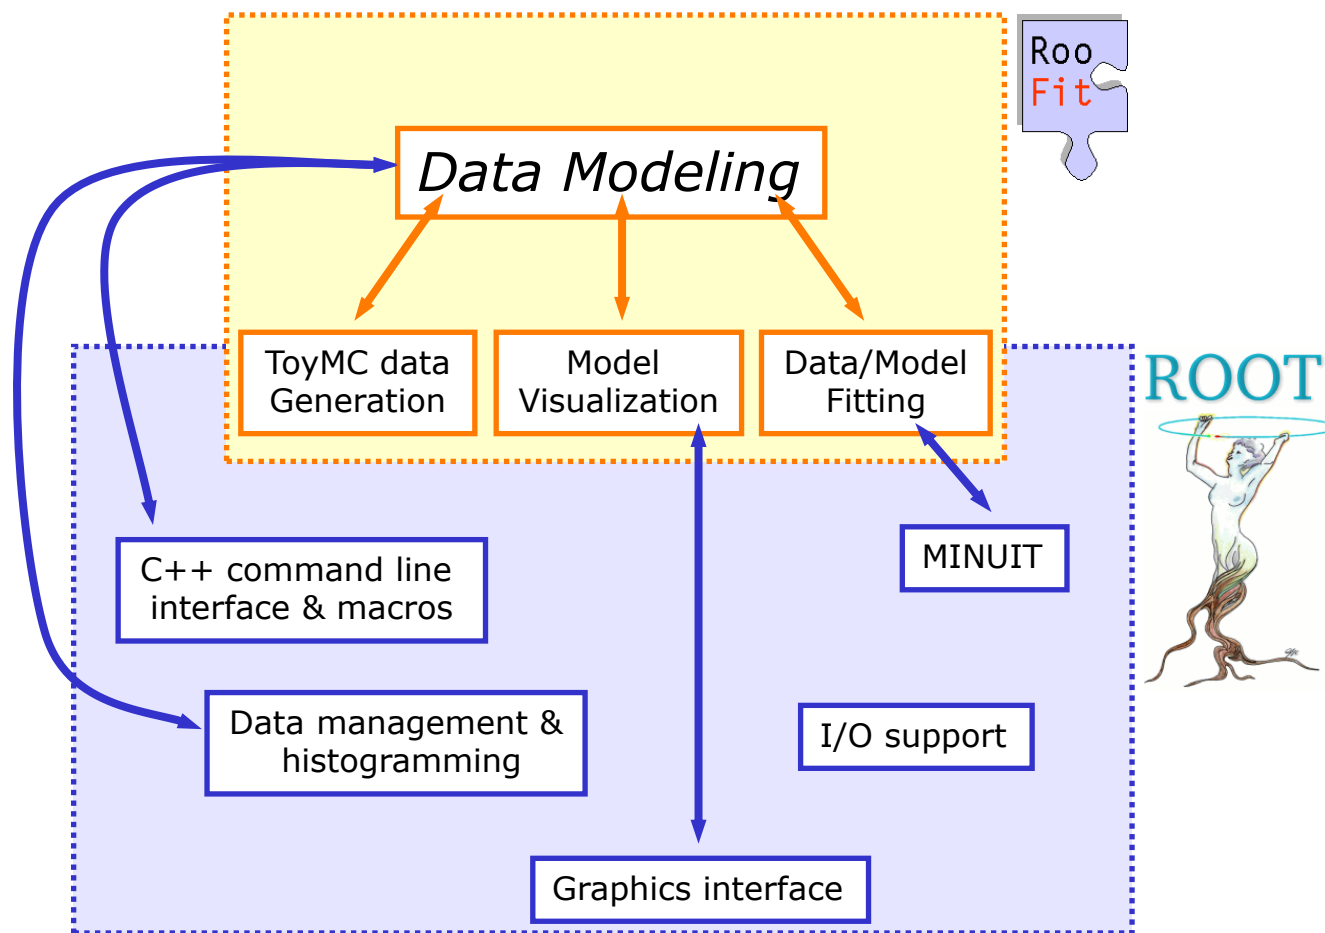 Roo
Fit
Data Modeling
ToyMC data
Generation
Model
Visualization
Data/Model
Fitting
ROOT
C++ command line
interface & macros
MINUIT
Data management &
histogramming
I/O support
Graphics interface